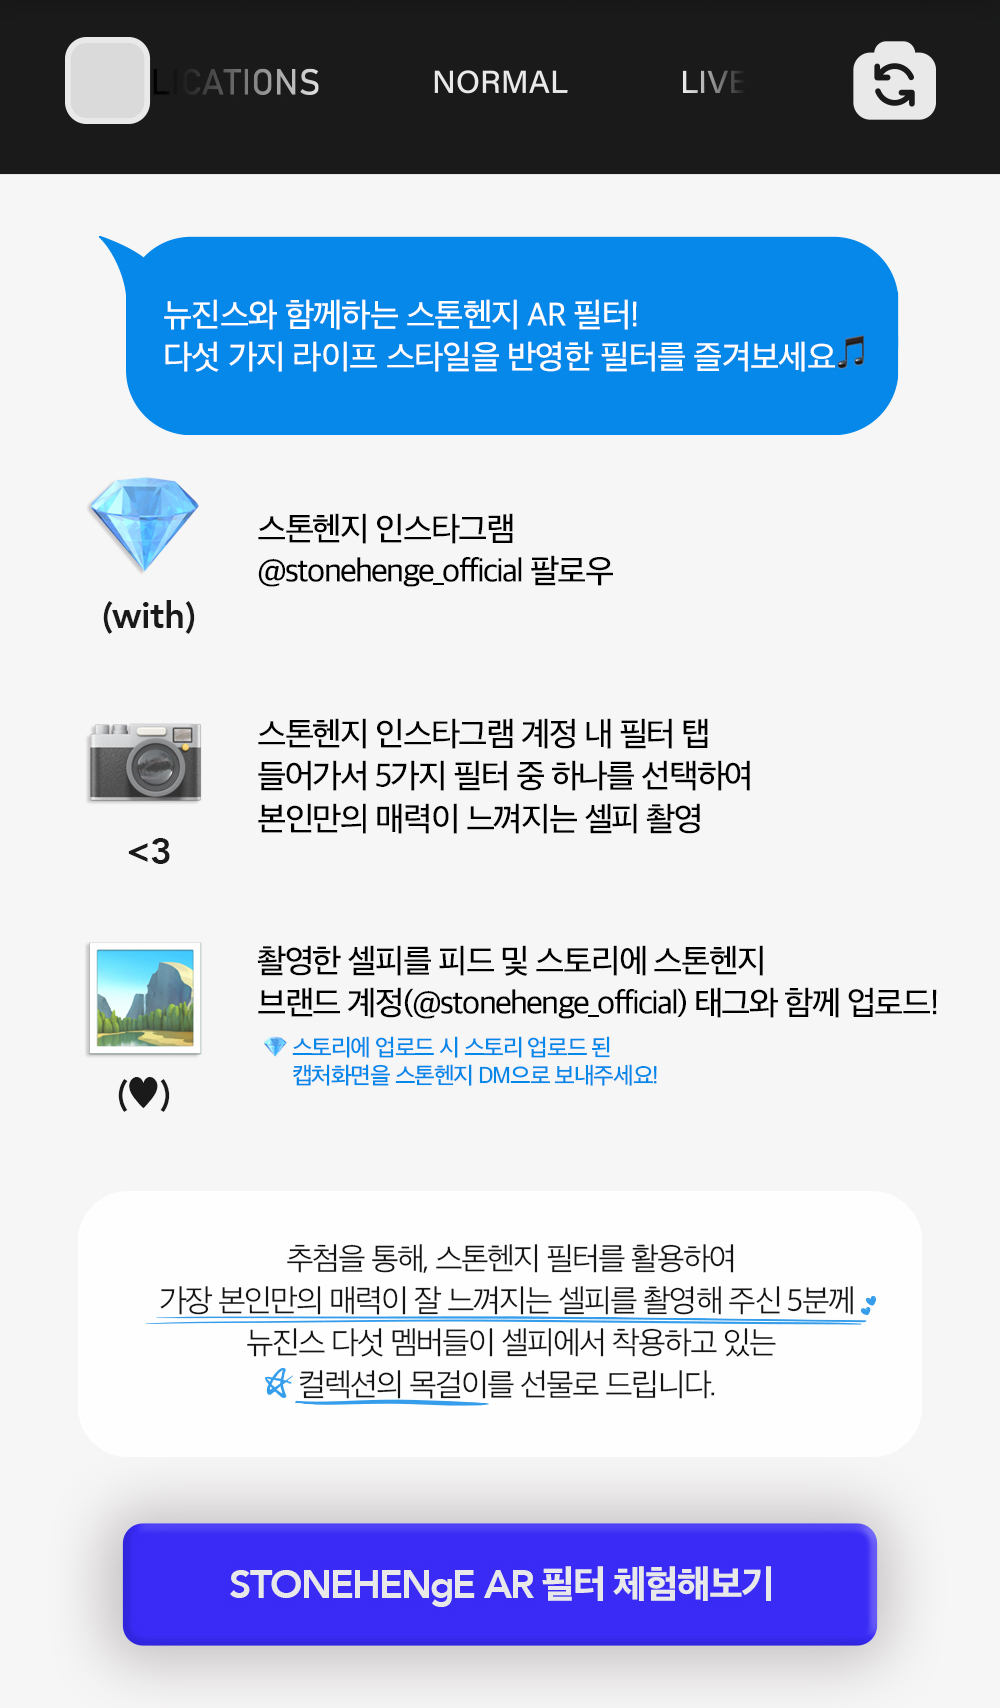 LICATIONS NORMAL LIVE
뉴진스와 함께하는 스톤헨지 AR 필터!
다섯 가지 라이프 스타일을 반영한 필터를 즐겨보세요🎵
스톤헨지 인스타그램
@stonehenge_official 팔로우
(with)
스톤헨지 인스타그램 계정 내 필터 탭
들어가서 5가지 필터 중 하나를 선택하여
본인만의 매력이 느껴지는 셀피 촬영
<3
촬영한 셀피를 피드 및 스토리에 스톤헨지
브랜드 계정(@stonehenge_official) 태그와 함께 업로드!
💎 스토리에 업로드 시 스토리 업로드 된
캡처화면을 스톤헨지 DM으로 보내주세요!
(♥)
추첨을 통해, 스톤헨지 필터를 활용하여
가장 본인만의 매력이 잘 느껴지는 셀피를 촬영해 주신 5분께
뉴진스 다섯 멤버들이 셀피에서 착용하고 있는
컬렉션의 목걸이를 선물로 드립니다.
STONEHENgE AR 필터 체험해보기